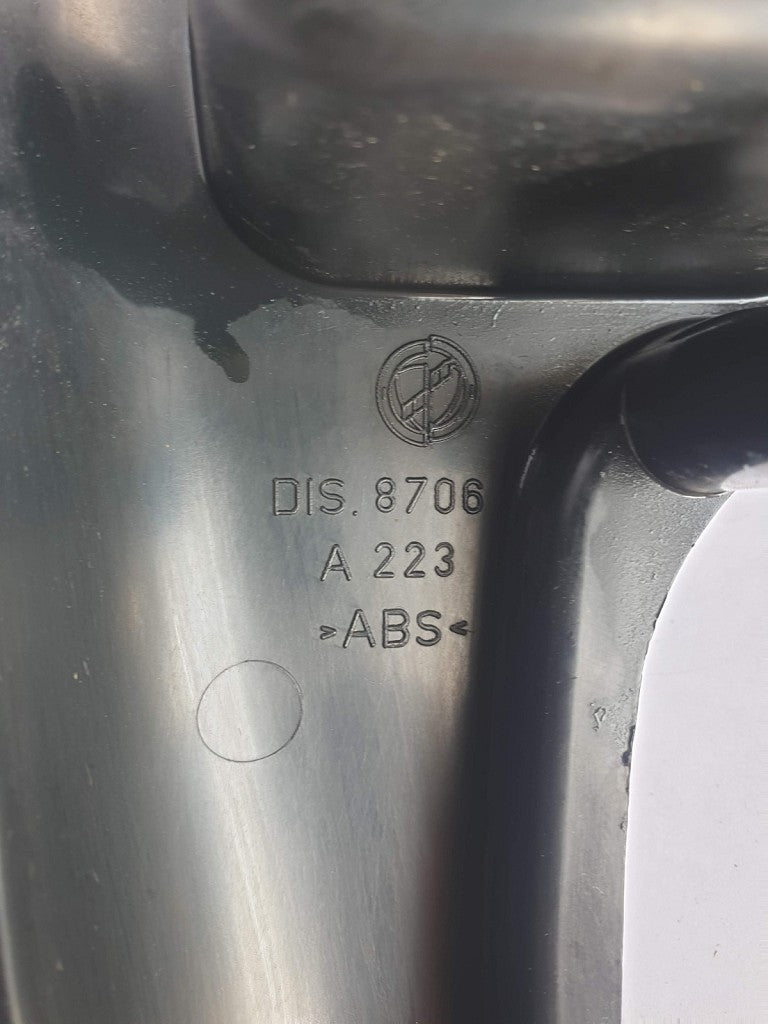 DIS. 8706
A 223
>ABS<